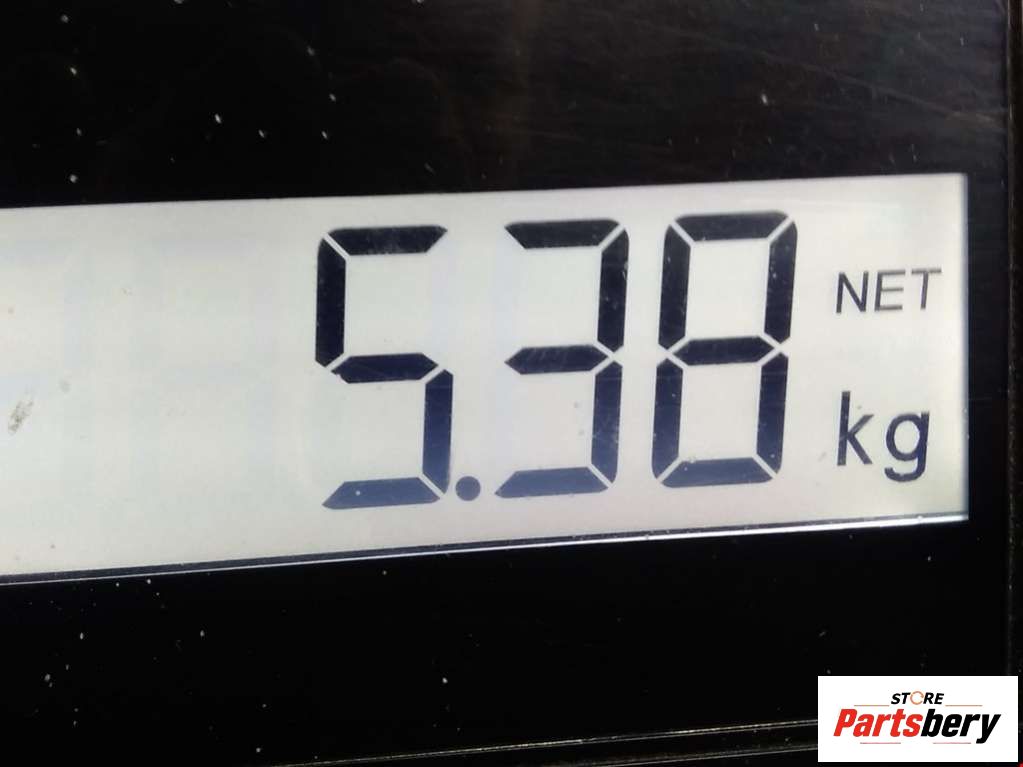 5.38 NET
kg
STORE
Partsbery